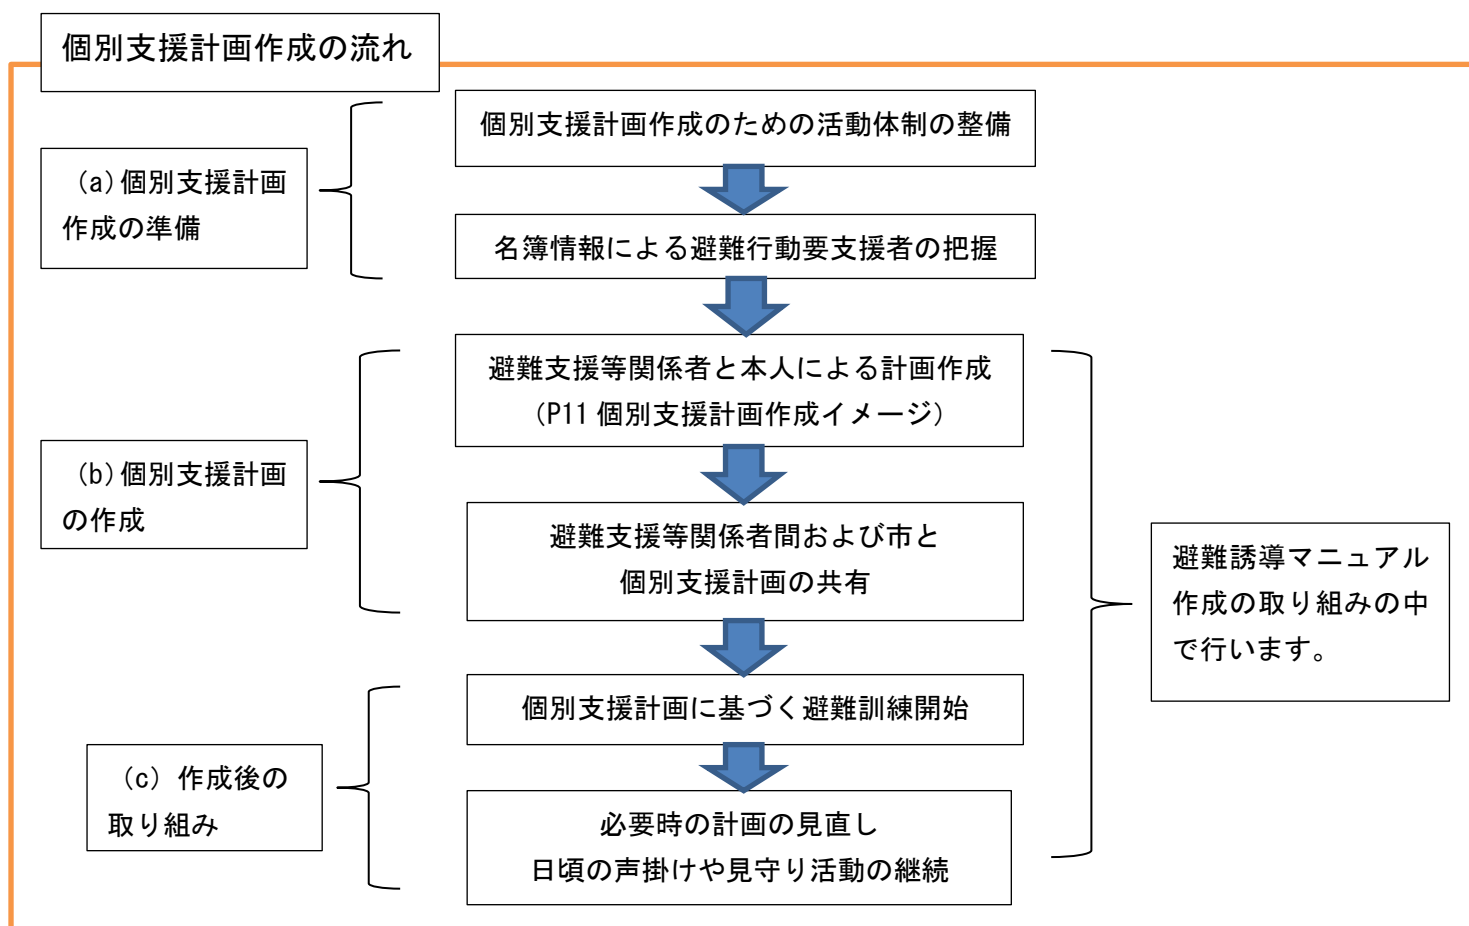 個別支援計画作成の流れ
(a)個別支援計画
作成の準備
個別支援計画作成のための活動体制の整備
名簿情報による避難行動要支援者の把握
(b)個別支援計画
の作成
避難支援等関係者と本人による計画作成
(P11 個別支援計画作成イメージ)
避難支援等関係者間および市と
個別支援計画の共有
(c) 作成後の
取り組み
個別支援計画に基づく避難訓練開始
必要時の計画の見直し
日頃の声掛けや見守り活動の継続
避難誘導マニュアル
作成の取り組みの中
で行います。